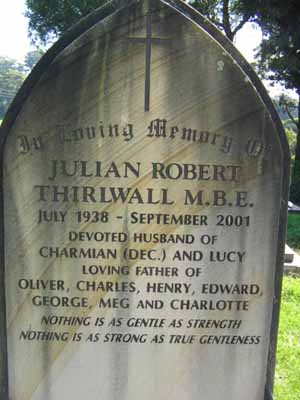 In Loving Memory Of
JULIAN ROBERT
THIRLWALL M.B.E.
JULY 1938 - SEPTEMBER 2001
DEVOTED HUSBAND OF
CHARMIAN (DEC.) AND LUCY
LOVING FATHER OF
OLIVER, CHARLES, HENRY, EDWARD,
GEORGE, MEG AND CHARLOTTE
NOTHING IS AS GENTLE AS STRENGTH
NOTHING IS AS STRONG AS TRUE GENTLENESS